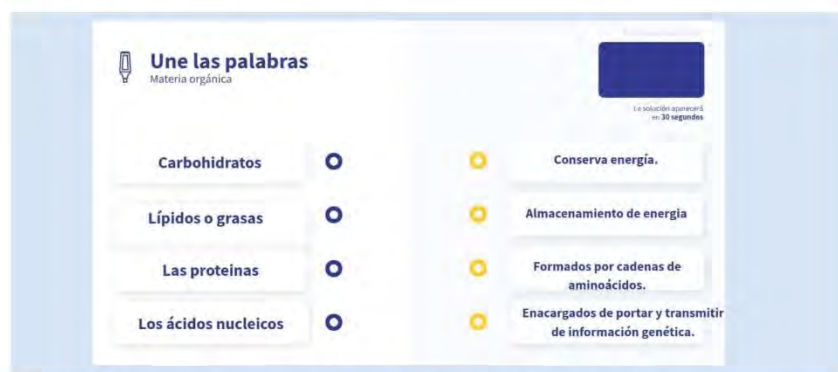 Une las palabras
Materia orgánica
La solución aparecerá
en 30 segundos
Carbohidratos
Conserva energía.
Lípidos o grasas
Almacenamiento de energia
Las proteinas
Formados por cadenas de
aminoácidos.
Los ácidos nucleicos
Enacargados de portar y transmitir
de información genética.